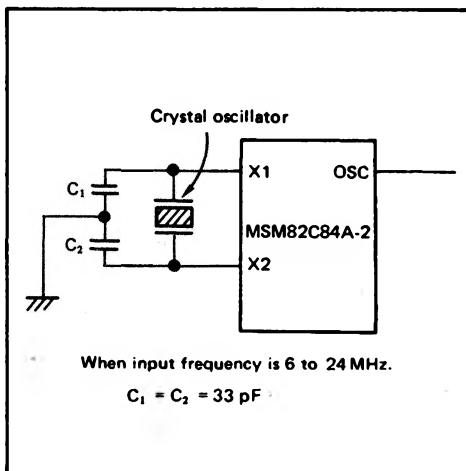 Crystal oscillator
X1
OSC
C₁
C₂
MSM82C84A-2
X2
When input frequency is 6 to 24 MHz.
C₁ = C₂ = 33 pF